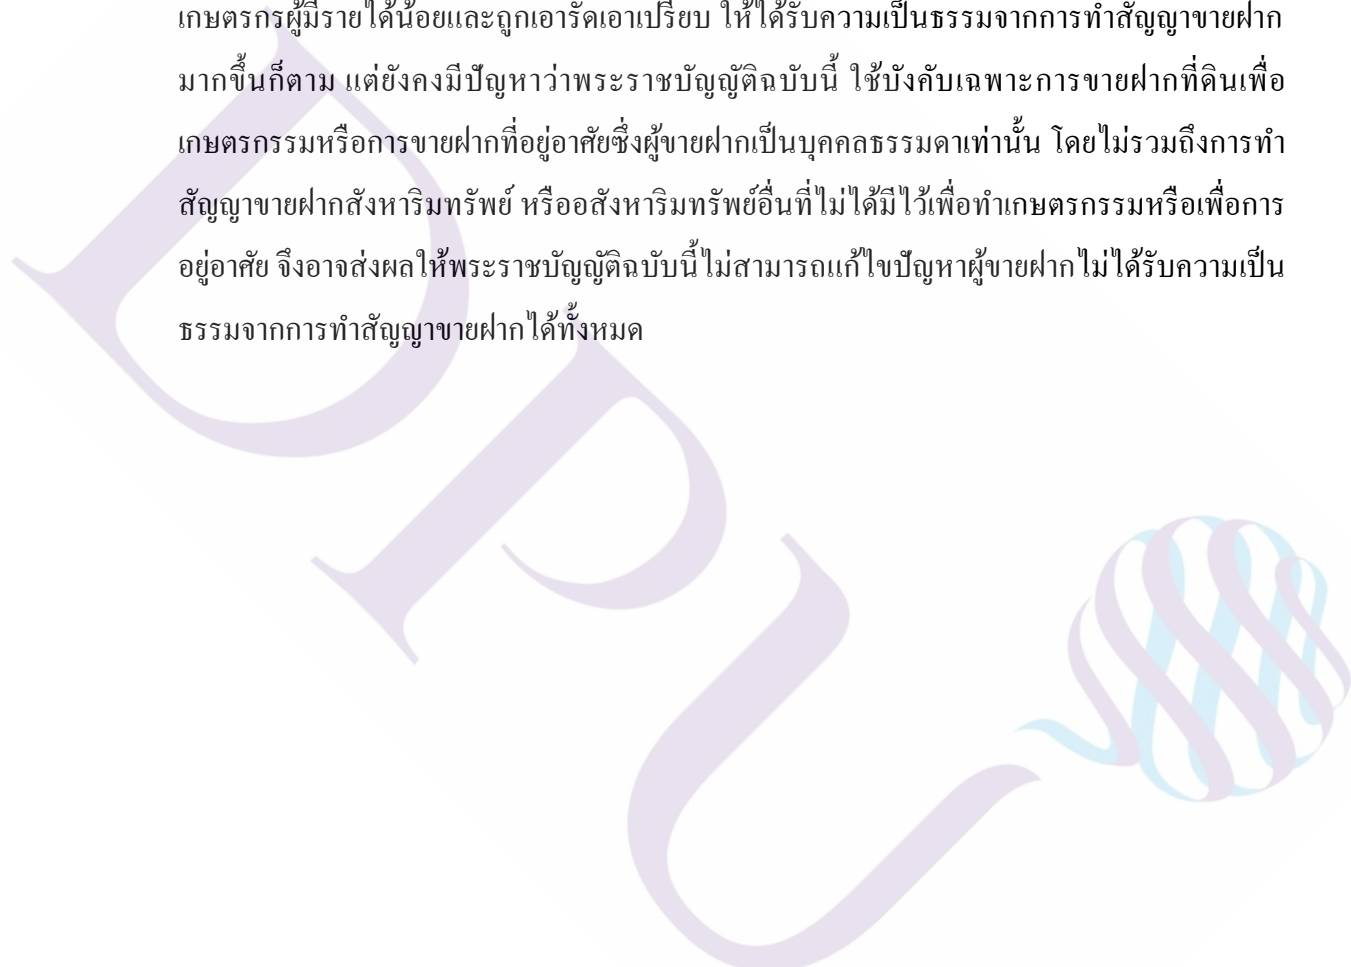 เกษตรกรผู้มีรายได้น้อยและถูกเอารัดเอาเปรียบ ให้ได้รับความเป็นธรรมจากการทำสัญญาขายฝาก
มากขึ้นก็ตาม แต่ยังคงมีปัญหาว่าพระราชบัญญัติฉบับนี้ ใช้บังคับเฉพาะการขายฝากที่ดินเพื่อ
เกษตรกรรมหรือการขายฝากที่อยู่อาศัยซึ่งผู้ขายฝากเป็นบุคคลธรรมดาเท่านั้น โดยไม่รวมถึงการทำ
สัญญาขายฝากสังหาริมทรัพย์ หรืออสังหาริมทรัพย์อื่นที่ไม่ได้มีไว้เพื่อทำเกษตรกรรมหรือเพื่อการ
อยู่อาศัย จึงอาจส่งผลให้พระราชบัญญัติฉบับนี้ไม่สามารถแก้ไขปัญหาผู้ขายฝากไม่ได้รับความเป็น
ธรรมจากการทำสัญญาขายฝากได้ทั้งหมด
DPU